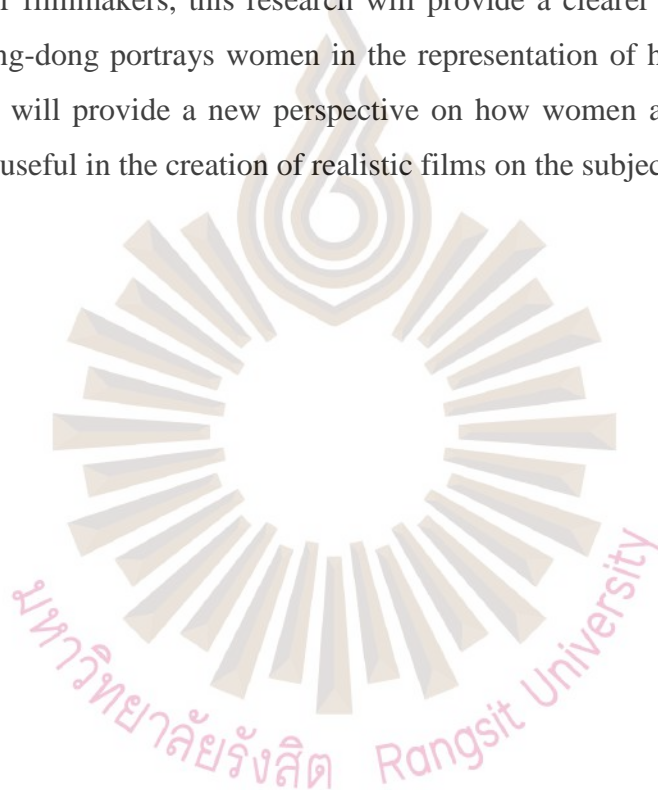 filmmakers, this research will provide a clearer
ng-dong portrays women in the representation of h
will provide a new perspective on how women a
useful in the creation of realistic films on the subjec
มหาวิทยาลัยรังสิต Rangsit University